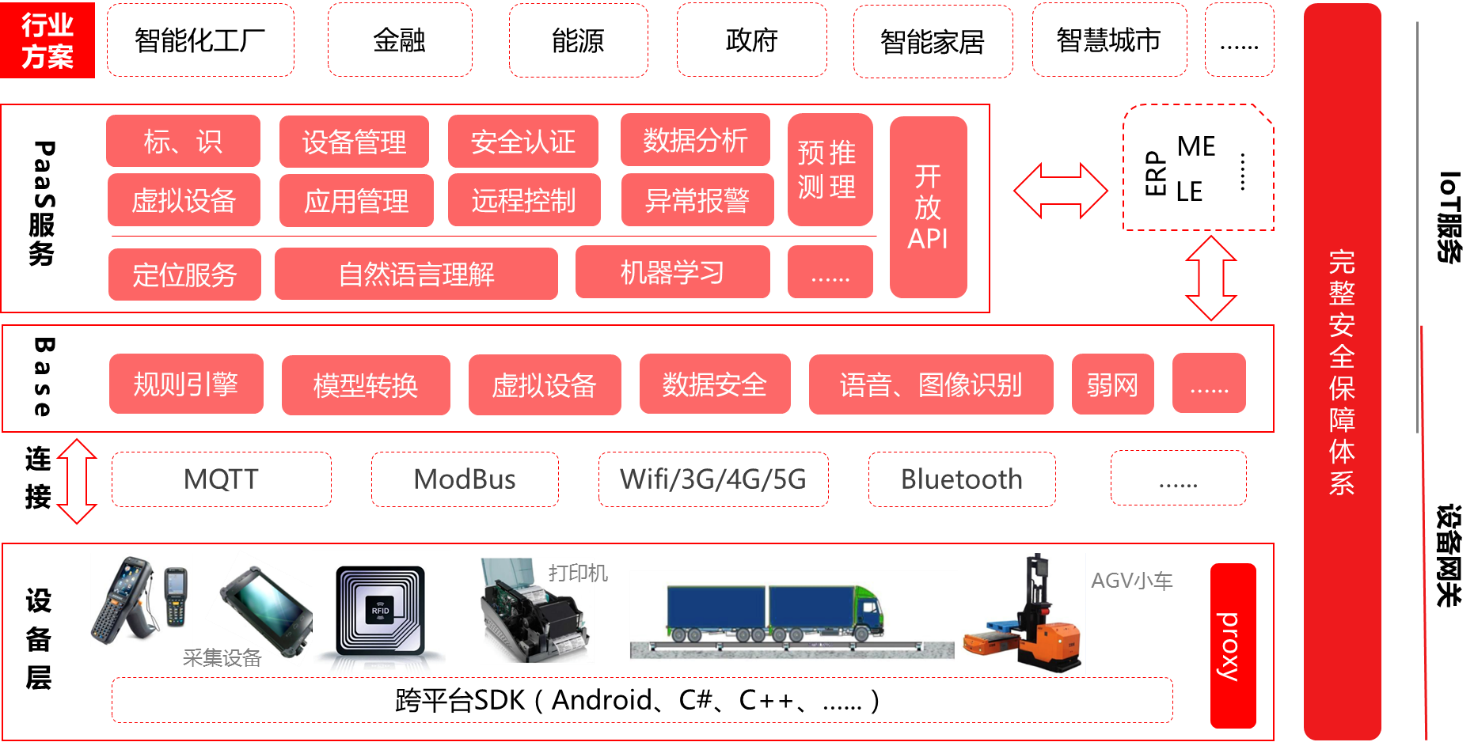 行业
方案
智能化工厂
金融
能源
政府
智能家居
智慧城市
......
PaaS服务
标、识
设备管理
安全认证
数据分析
预测
推理
开放API
虚拟设备
应用管理
远程控制
异常报警
定位服务
自然语言理解
机器学习
......
ERP
ME
LE
......
Base
规则引擎
模型转换
虚拟设备
数据安全
语音、图像识别
弱网
......
连接
MQTT
ModBus
Wifi/3G/4G/5G
Bluetooth
......
设备层
采集设备
RFID
打印机
AGV小车
proxy
跨平台SDK（Android、C#、C++、......）
完整安全保障体系
IoT服务
设备网关